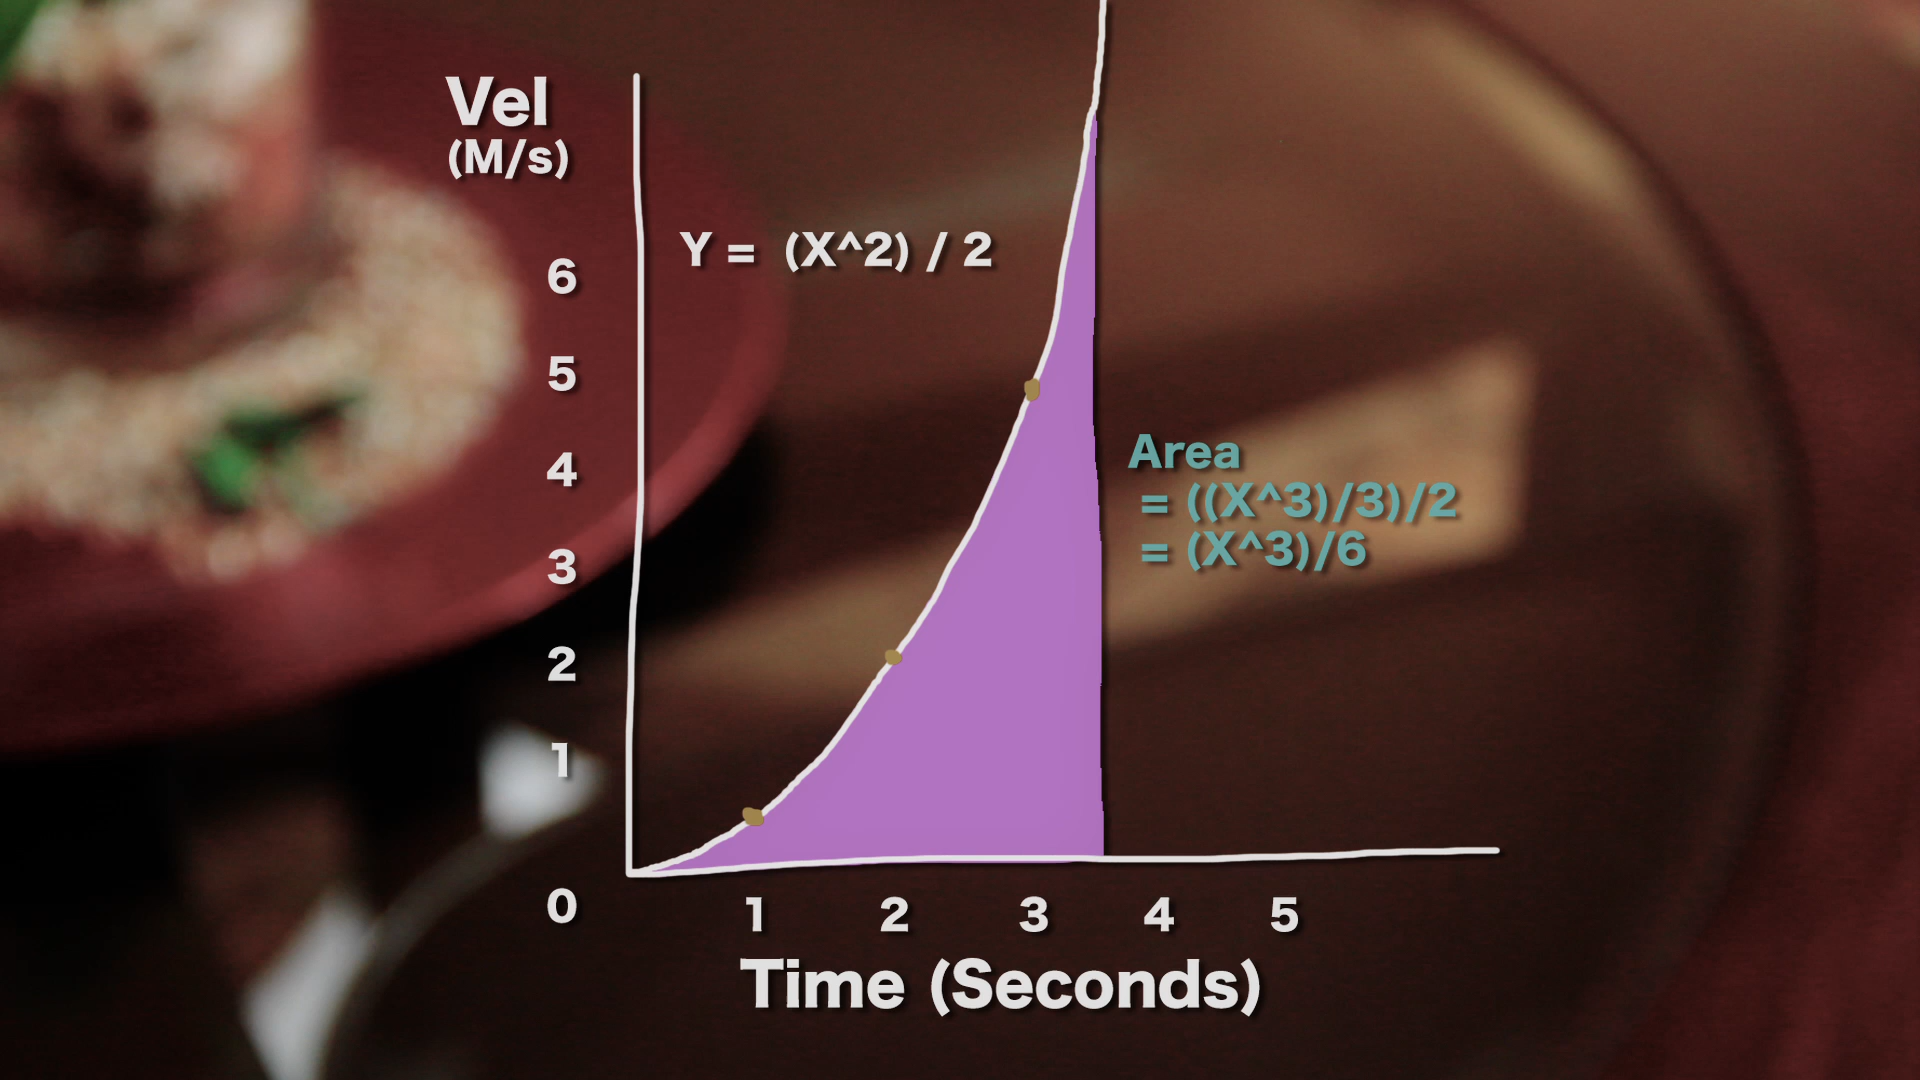 Vel
(M/s)
Y = (X^2) / 2
6
5
4
3
2
1
0
Area
= ((X^3)/3)/2
= (X^3)/6
1 2 3 4 5
Time (Seconds)